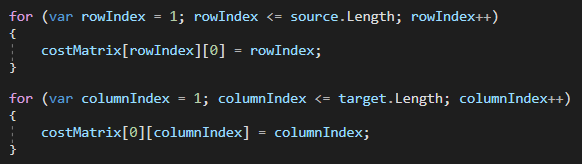 for (var rowIndex = 1; rowIndex <= source.Length; rowIndex++)
{
    costMatrix[rowIndex][0] = rowIndex;
}
for (var columnIndex = 1; columnIndex <= target.Length; columnIndex++)
{
    costMatrix[0][columnIndex] = columnIndex;
}